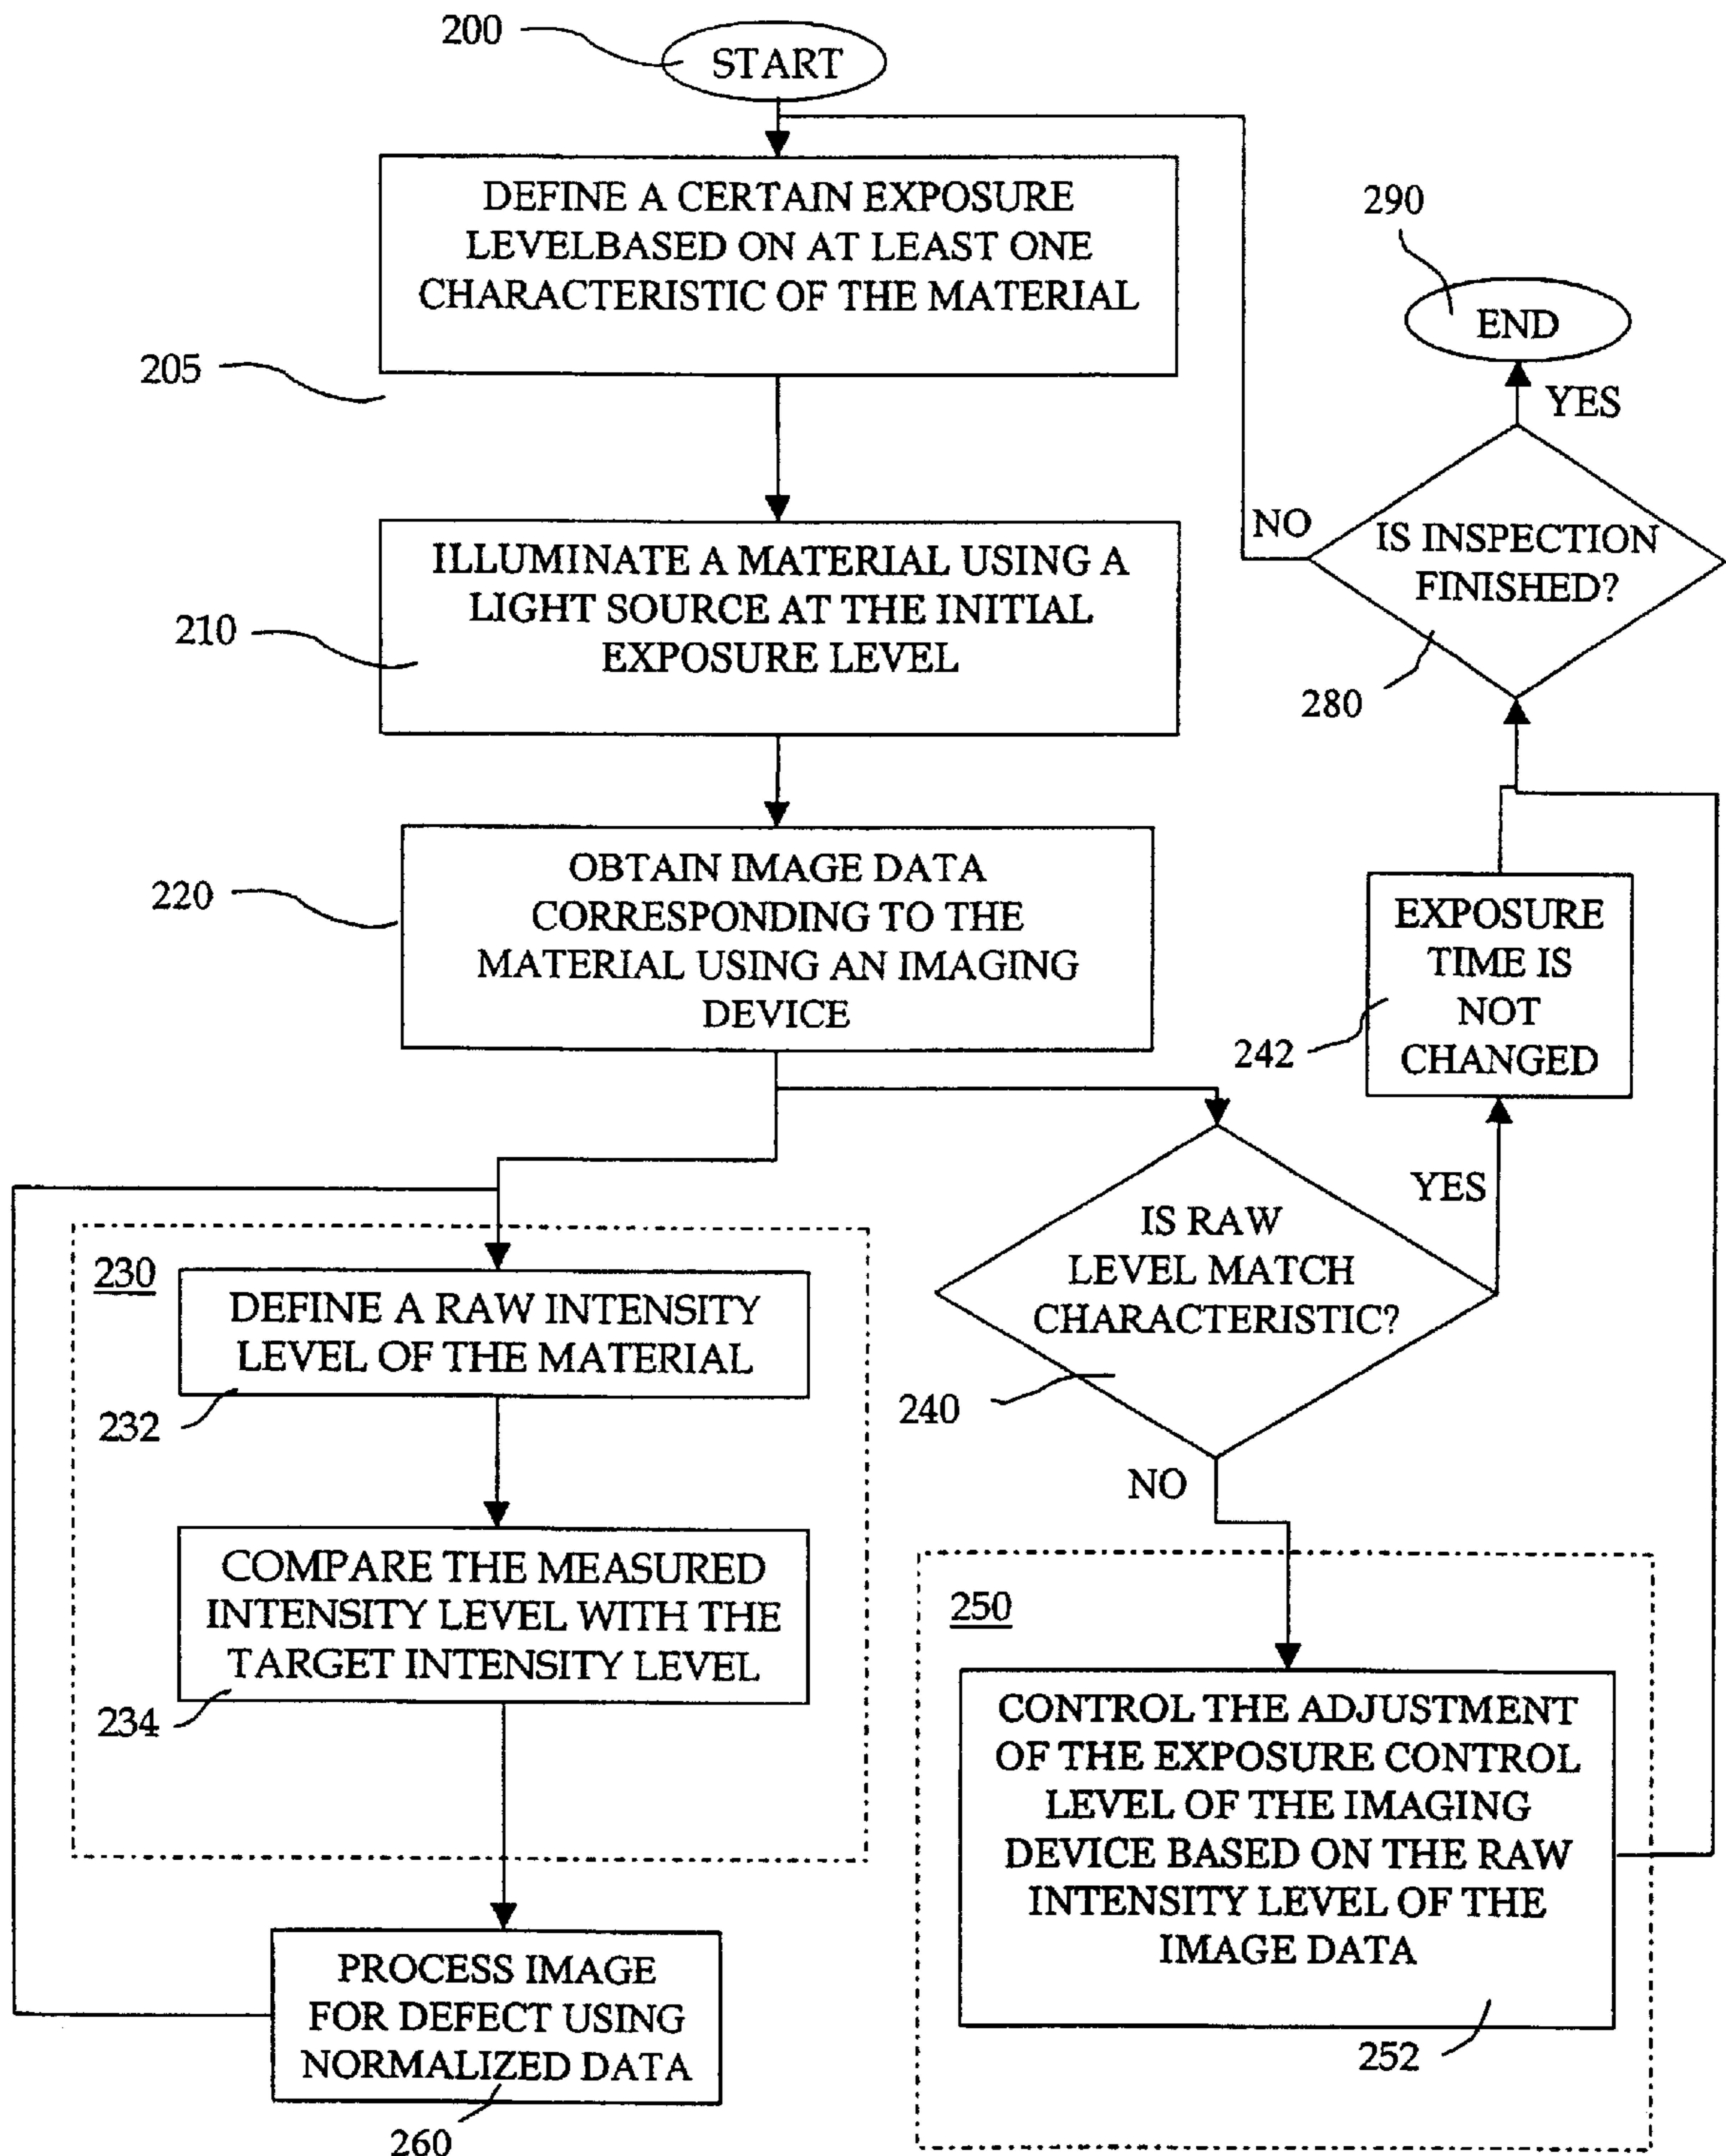 200
START
DEFINE A CERTAIN EXPOSURE
LEVELBASED ON AT LEAST ONE
CHARACTERISTIC OF THE MATERIAL
205
290
END
YES
NO
IS INSPECTION
FINISHED?
280
ILLUMINATE A MATERIAL USING A
LIGHT SOURCE AT THE INITIAL
EXPOSURE LEVEL
210
OBTAIN IMAGE DATA
CORRESPONDING TO THE
MATERIAL USING AN IMAGING
DEVICE
220
EXPOSURE
TIME IS
NOT
CHANGED
242
YES
IS RAW
LEVEL MATCH
CHARACTERISTIC?
240
NO
230
DEFINE A RAW INTENSITY
LEVEL OF THE MATERIAL
232
COMPARE THE MEASURED
INTENSITY LEVEL WITH THE
TARGET INTENSITY LEVEL
234
250
CONTROL THE ADJUSTMENT
OF THE EXPOSURE CONTROL
LEVEL OF THE IMAGING
DEVICE BASED ON THE RAW
INTENSITY LEVEL OF THE
IMAGE DATA
252
PROCESS IMAGE
FOR DEFECT USING
NORMALIZED DATA
260